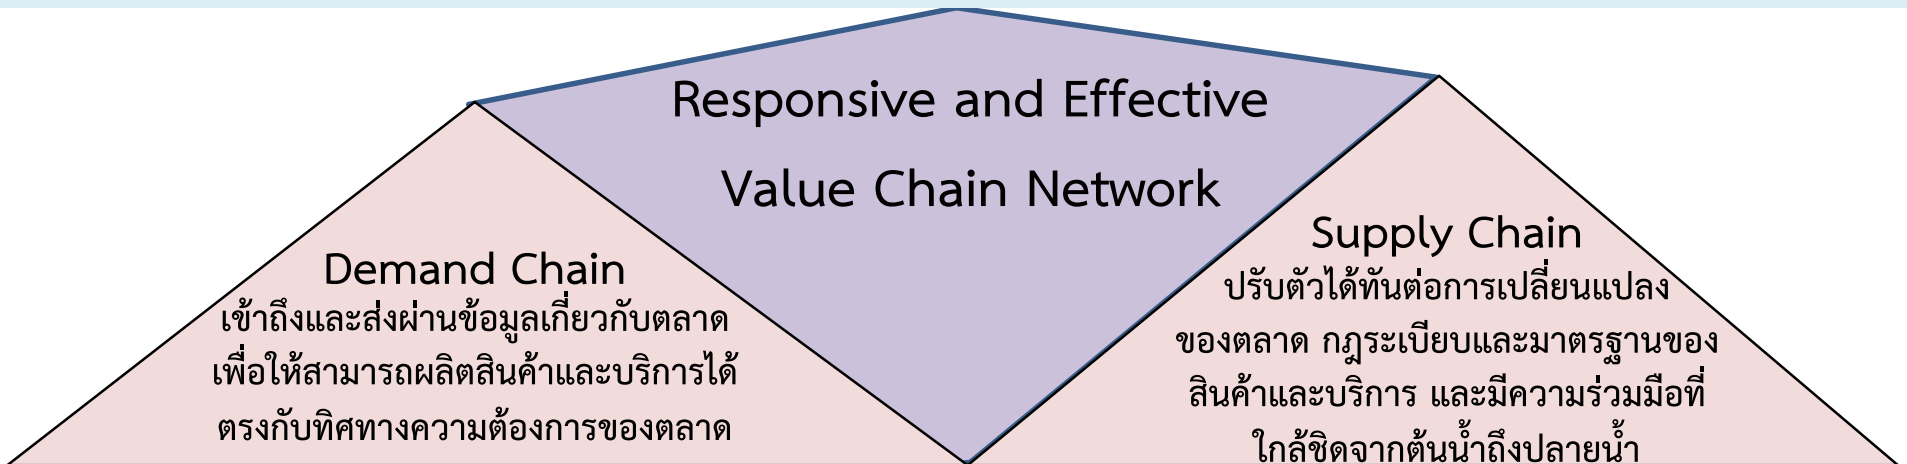 Responsive and Effective
Value Chain Network
Demand Chain
เข้าถึงและส่งผ่านข้อมูลเกี่ยวกับตลาด
เพื่อให้สามารถผลิตสินค้าและบริการได้
ตรงกับทิศทางความต้องการของตลาด
Supply Chain
ปรับตัวได้ทันต่อการเปลี่ยนแปลง
ของตลาด กฎระเบียบและมาตรฐานของ
สินค้าและบริการ และมีความร่วมมือที่
ใกล้ชิดจากต้นน้ำถึงปลายน้ำ